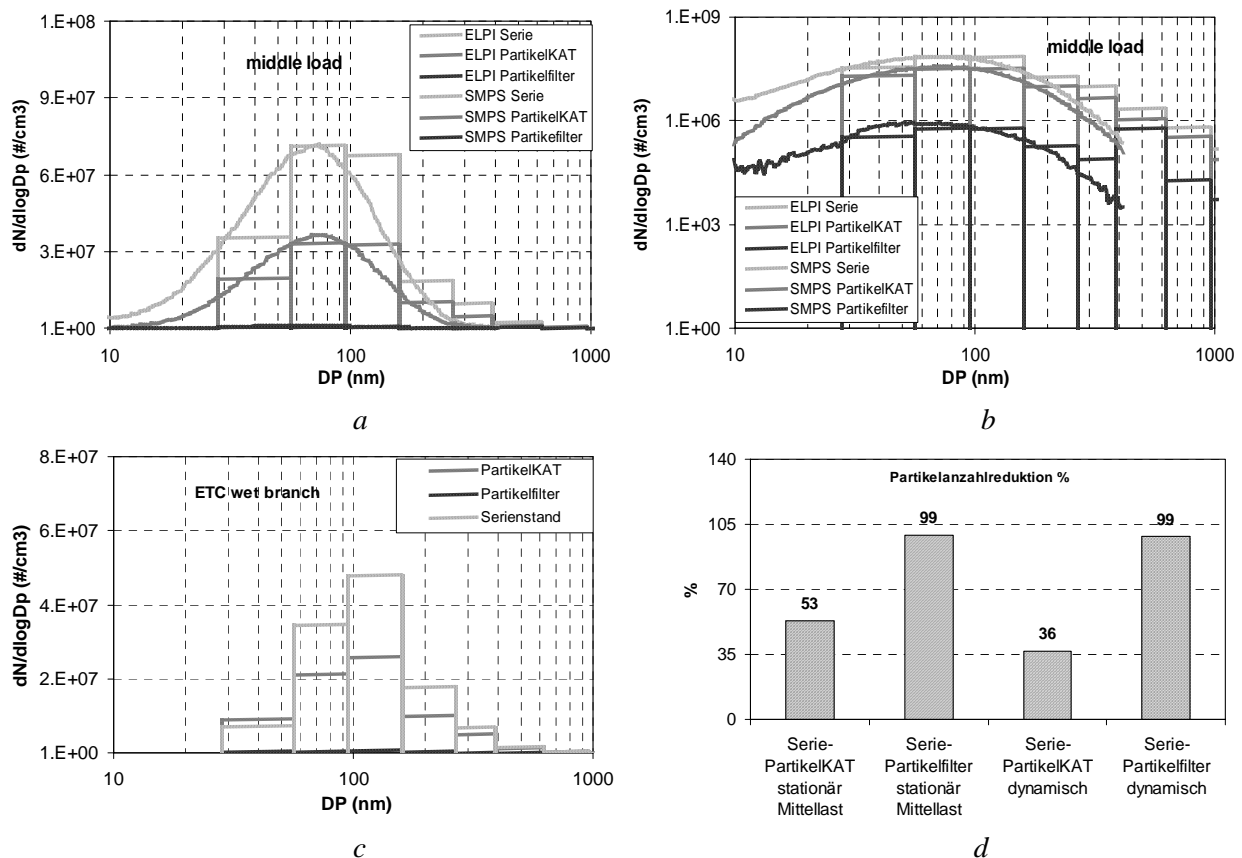 1.E+08
9.E+07
6.E+07
3.E+07
1.E+00
dN/dlogDp (#/cm3)
middle load
ELPI Serie
ELPI PartikelKAT
ELPI Partikelfilter
SMPS Serie
SMPS PartikelKAT
SMPS Partikefilter
10
100
1000
DP (nm)
a
1.E+09
1.E+06
1.E+03
1.E+00
dN/dlogDp (#/cm3)
middle load
ELPI Serie
ELPI PartikelKAT
ELPI Partikelfilter
SMPS Serie
SMPS PartikelKAT
SMPS Partikefilter
10
100
1000
DP (nm)
b
8.E+07
6.E+07
4.E+07
2.E+07
1.E+00
dN/dlogDp (#/cm3)
ETC wet branch
PartikelKAT
Partikelfilter
Serienstand
10
100
1000
DP (nm)
c
140
105
70
35
0
%
Partikelanzahlreduktion %
53
99
36
99
Serie-
PartikelKAT
stationär
Mittellast
Serie-
Partikelfilter
stationär
Mittellast
Serie-
PartikelKAT
dynamisch
Serie-
Partikelfilter
dynamisch
d